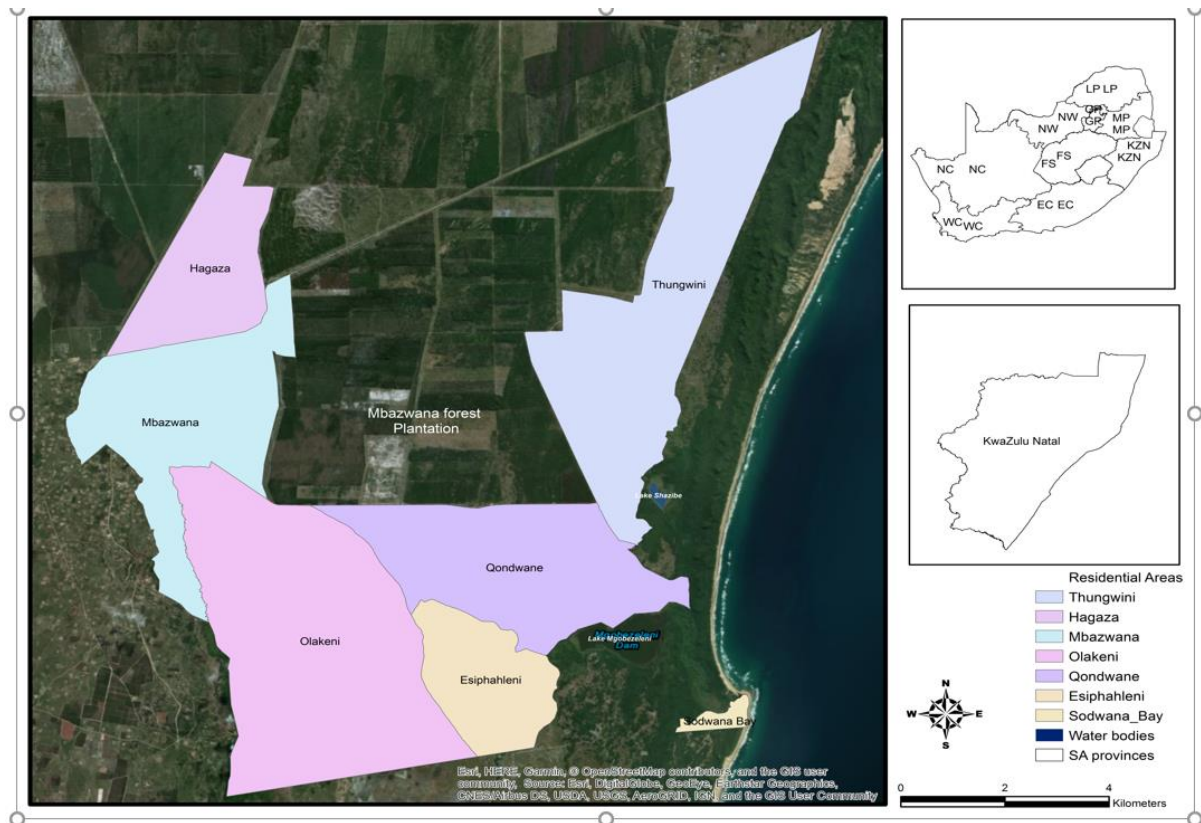 Hagaza
Thungwini
Mbazwana
Mbazwana forest
Plantation
Lake Shazibe
Qondwane
Olakeni
Lake Mgobezeleni
Mgobezeleni
Dam
Esiphahleni
Sodwana Bay
Esri, HERE, Garmin, © OpenStreetMap contributors, and the GIS user
community, Source: Esri, DigitalGlobe, GeoEye, Earthstar Geographics,
CNES/Airbus DS, USDA, USGS, AeroGRID, IGN, and the GIS User Community
LP LP
GP
NW
GP
MP
NW
MP
KZN
FS
KZN
FS
NC
NC
EC EC
WC WC
KwaZulu Natal
Residential Areas
Thungwini
Hagaza
Mbazwana
Olakeni
Qondwane
Esiphahleni
Sodwana_Bay
Water bodies
SA provinces
N
W
E
S
0
2
4
Kilometers